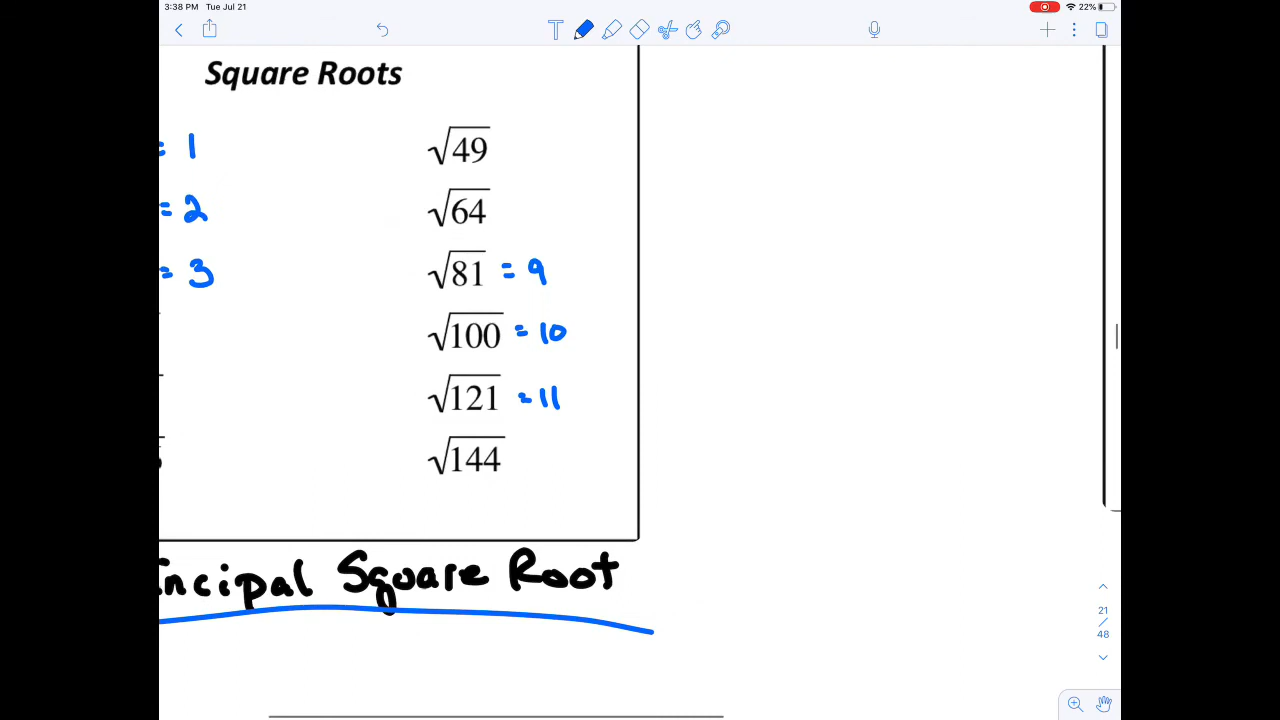 3:38 PM Tue Jul 21
22%
Square Roots
= 1
√49
= 2
√64
= 3
√81 = 9
√100 = 10
√121 = 11
√144
incipal Square Root
21
/
48